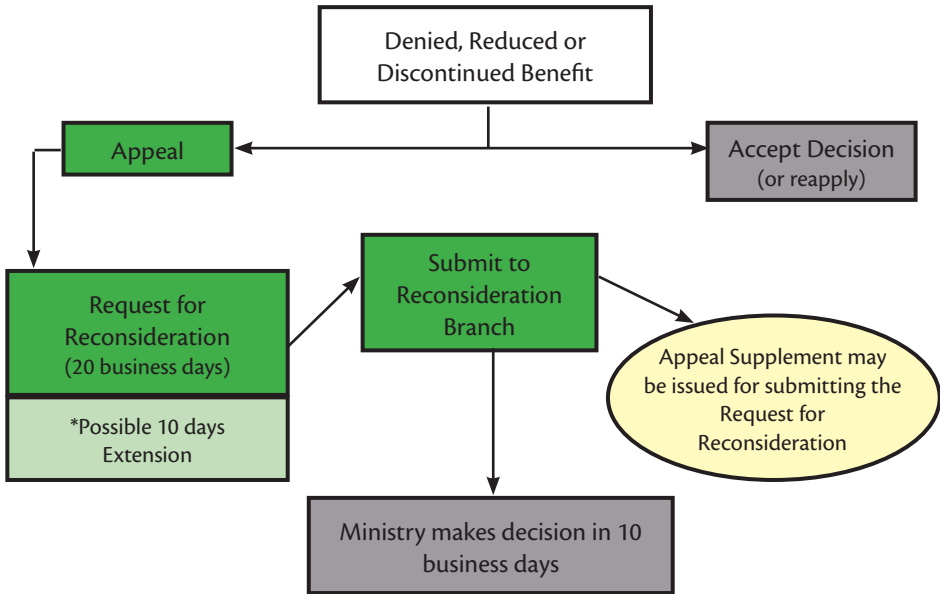 Denied, Reduced or
Discontinued Benefit
Appeal
Accept Decision
(or reapply)
Request for
Reconsideration
(20 business days)
*Possible 10 days
Extension
Submit to
Reconsideration
Branch
Appeal Supplement may
be issued for submitting the
Request for
Reconsideration
Ministry makes decision in 10
business days